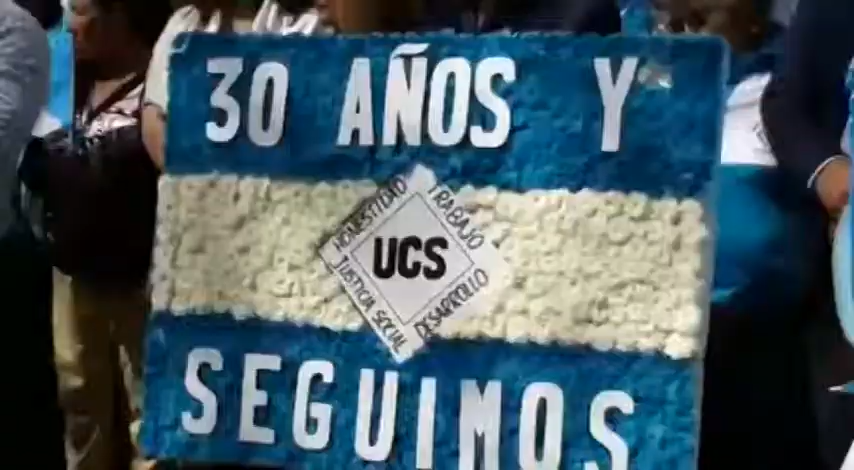 30 AÑOS Y
HONESTIDAD
TRABAJO
UCS
JUSTICIA SOCIAL
DESARROLLO
SEGUIMOS